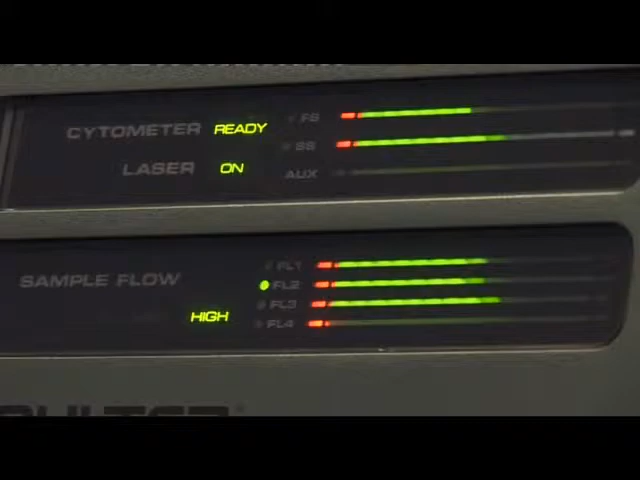 CYTOMETER READY
FS
SS
LASER ON
AUX
FL1
SAMPLE FLOW
FL2
FL3
HIGH
FL4